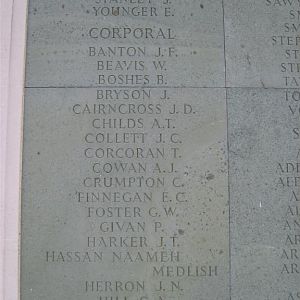 STANLEY J.
YOUNGER E.
CORPORAL
BANTON J.F.
BEAVIS W.
BOSHES B.
BRYSON J.
CAIRNCROSS J.D.
CHILDS A.T.
COLLETT J.C.
CORCORAN T.
COWAN A.J.
CRUMPTON C.
FINNEGAN E.C.
FOSTER G.W.
GIVAN P.
HARKER J.T.
HASSAN NAAMEH
MEDLISH
HERRON J.N.